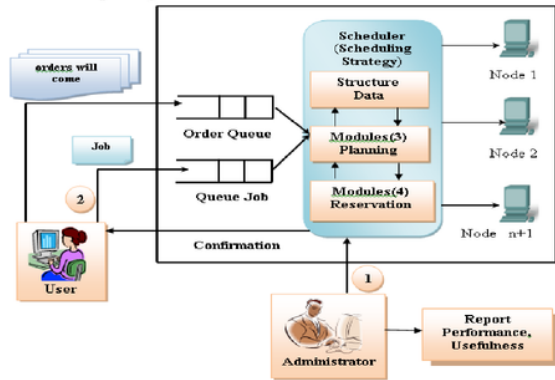 orders will
come
Job
2
User
Order Queue
Queue Job
Confirmation
Scheduler
(Scheduling
Strategy)
Structure
Data
Modules(3)
Planning
Modules(4)
Reservation
Node 1
Node 2
Node n+1
1
Administrator
Report
Performance,
Usefulness